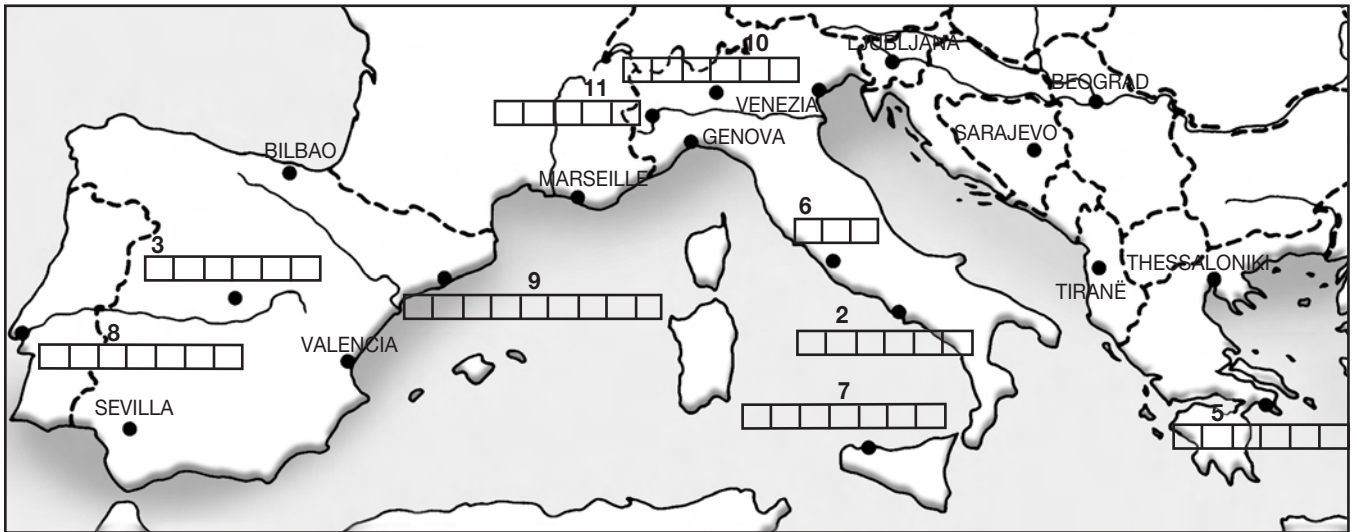 10
LJUBLJANA
11
VENEZIA
BEOGRAD
GENOVA
SARAJEVO
BILBAO
MARSEILLE
6
3
THESSALONIKI
9
TIRANË
2
8
VALENCIA
7
SEVILLA
5